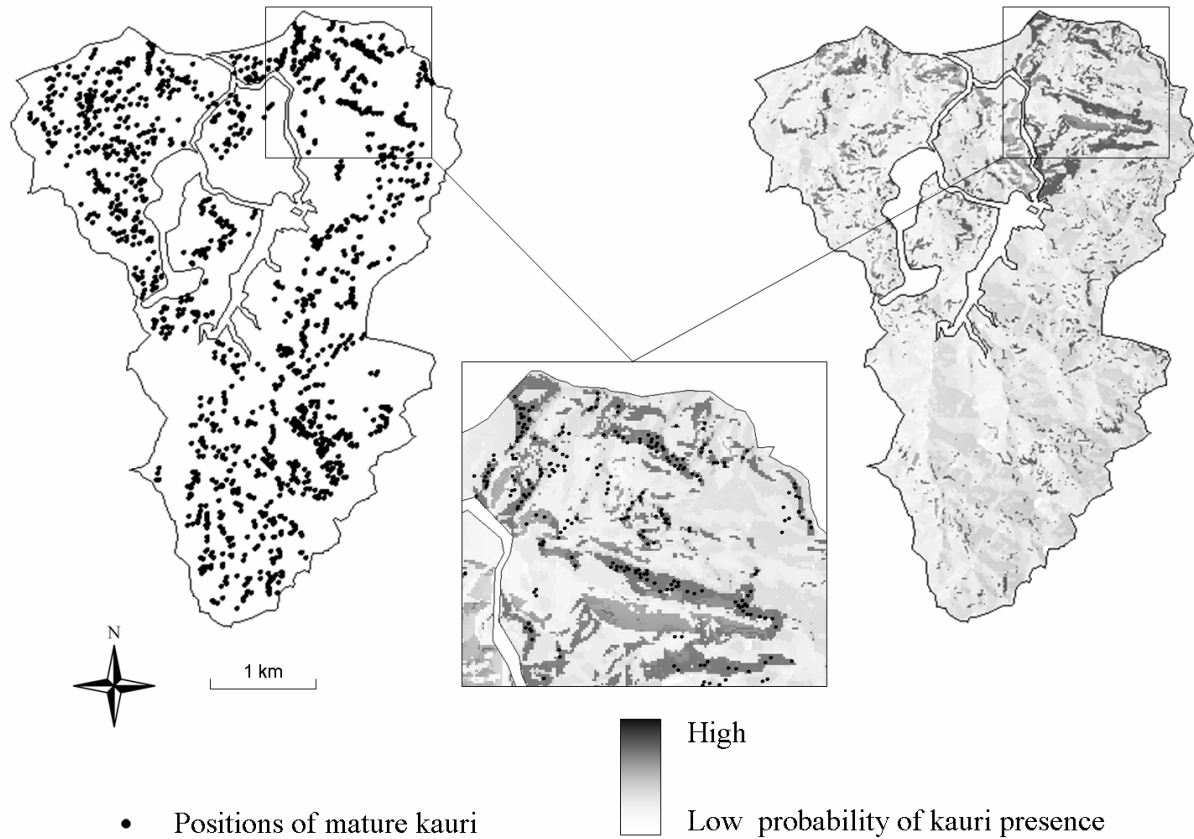 N
1 km
High
Low probability of kauri presence
Positions of mature kauri